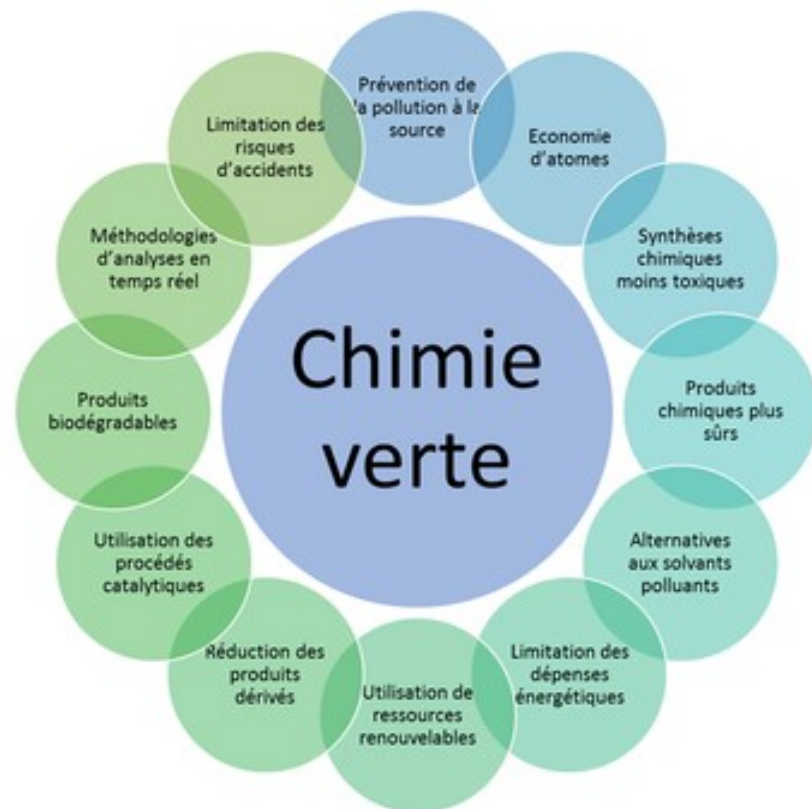 Prévention de
la pollution à la
source
Economie
d'atomes
Synthèses
chimiques
moins toxiques
Produits
chimiques plus
sûrs
Alternatives
aux solvants
polluants
Limitation des
dépenses
énergétiques
Utilisation de
ressources
renouvelables
Réduction des
produits
dérivés
Utilisation des
procédés
catalytiques
Produits
biodégradables
Méthodologies
d'analyses en
temps réel
Limitation des
risques
d'accidents
Chimie
verte